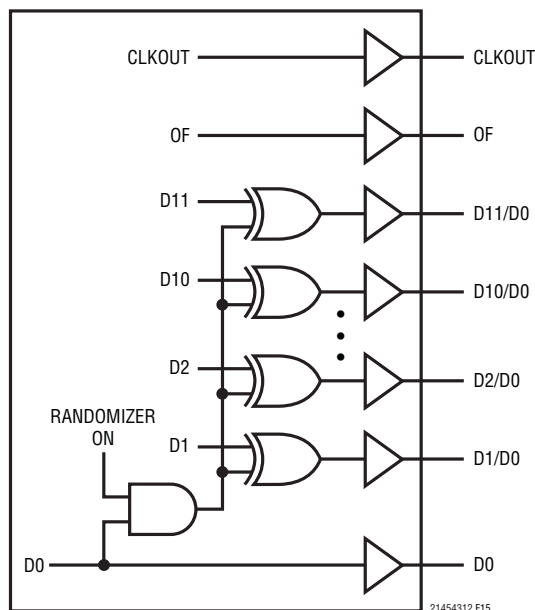 CLKOUT CLKOUT
OF OF
D11 D11/D0
D10 D10/D0
D2 D2/D0
RANDOMIZER
ON
D1 D1/D0
D0 D0
21454312 F15